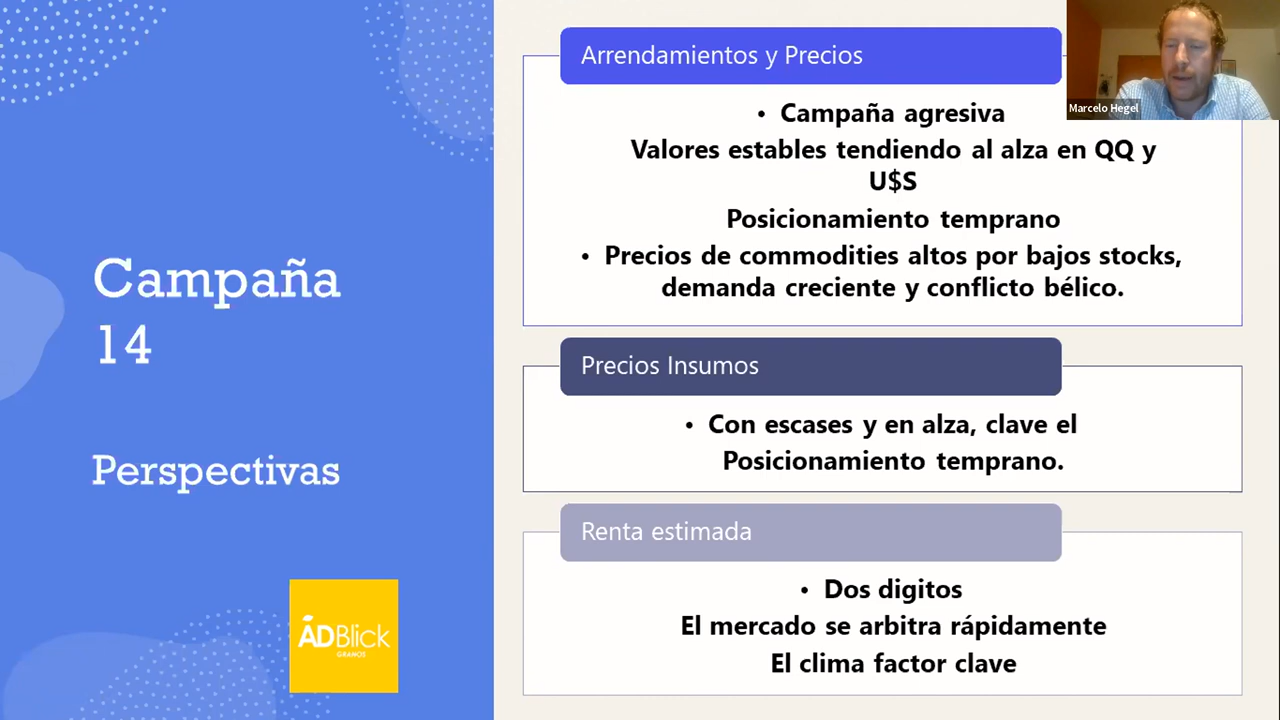 Campaña
14
Perspectivas
ADBlick
GRANOS
Arrendamientos y Precios
• Campaña agresiva
Valores estables tendiendo al alza en QQ y
U$S
Posicionamiento temprano
• Precios de commodities altos por bajos stocks,
demanda creciente y conflicto bélico.
Precios Insumos
• Con escases y en alza, clave el
Posicionamiento temprano.
Renta estimada
• Dos digitos
El mercado se arbitra rápidamente
El clima factor clave
Marcelo Hegel